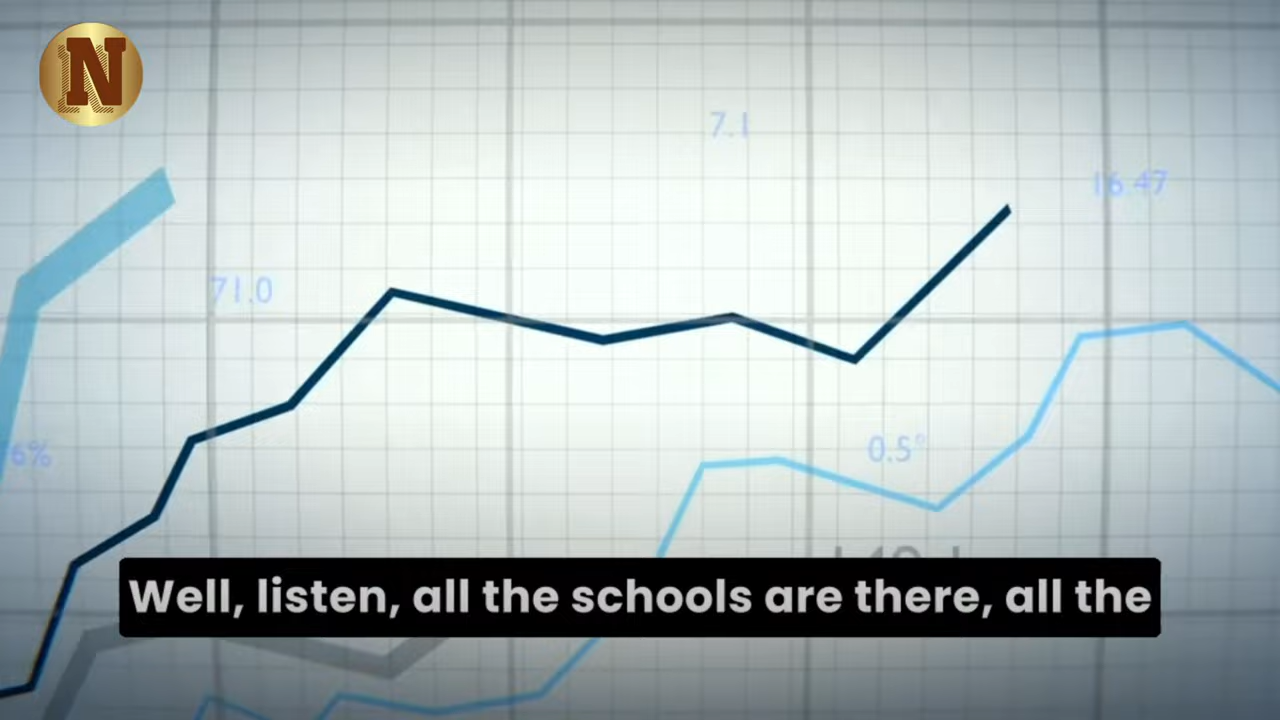 N
7.1
16.47
71.0
0.5°
6%
Well, listen, all the schools are there, all the